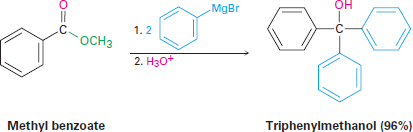 O
C
OCH₃
1. 2
MgBr
2. H₃O⁺
OH
C
Methyl benzoate
Triphenylmethanol (96%)